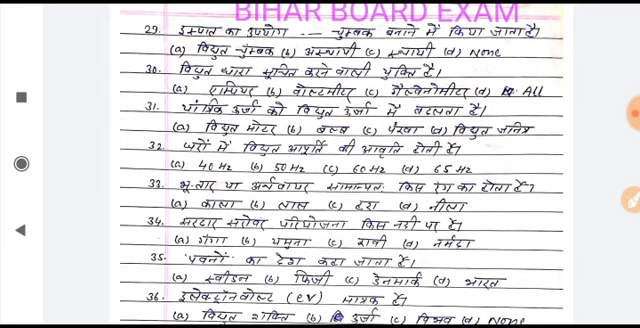 BIHAR BOARD EXAM
29. इस्पात का उपयोग --- चुम्बक बनाने में किया जाता है।
(a) विद्युत चुम्बक (b) अस्थायी (c) स्थायी (d) None
30. विद्युत धारा सूचित करने वाली युक्ति है।
(a) एम्पियर (b) वोल्टमीटर (c) गैल्वेनोमीटर (d) All
31. यांत्रिक ऊर्जा को विद्युत ऊर्जा में बदलता है।
(a) विद्युत मोटर (b) बल्ब (c) पंखा (d) विद्युत जनित्र
32. घरों में विद्युत आपूर्ति की आवृति होती है।
(a) 40 Hz (b) 50 Hz (c) 60 Hz (d) 65 Hz
33. भू-तार या अर्थवायर सामान्यतः किस रंग का होता है।
(a) काला (b) लाल (c) हरा (d) नीला
34. सरदार सरोवर परियोजना किस नदी पर है।
(a) गंगा (b) यमुना (c) रावी (d) नर्मदा
35. 'पवनों' का देश कहा जाता है।
(a) स्वीडन (b) फिजी (c) डेनमार्क (d) भारत
36. इलेक्ट्रॉनवोल्ट (eV) मात्रक है।
(a) विद्युत शक्ति (b) ऊर्जा (c) विभव (d) None